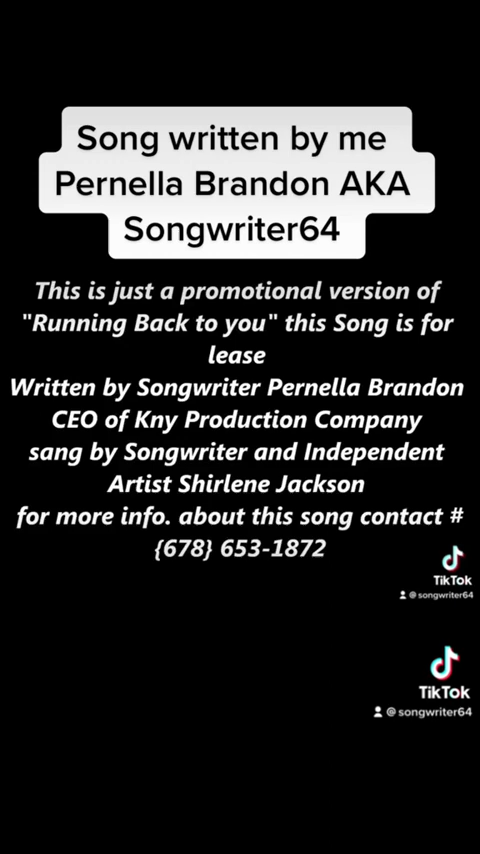 Song written by me
Pernella Brandon AKA
Songwriter64
This is just a promotional version of
"Running Back to you" this Song is for
lease
Written by Songwriter Pernella Brandon
CEO of Kny Production Company
sang by Songwriter and Independent
Artist Shirlene Jackson
for more info. about this song contact #
{678} 653-1872
TikTok
@songwriter64
TikTok
@songwriter64